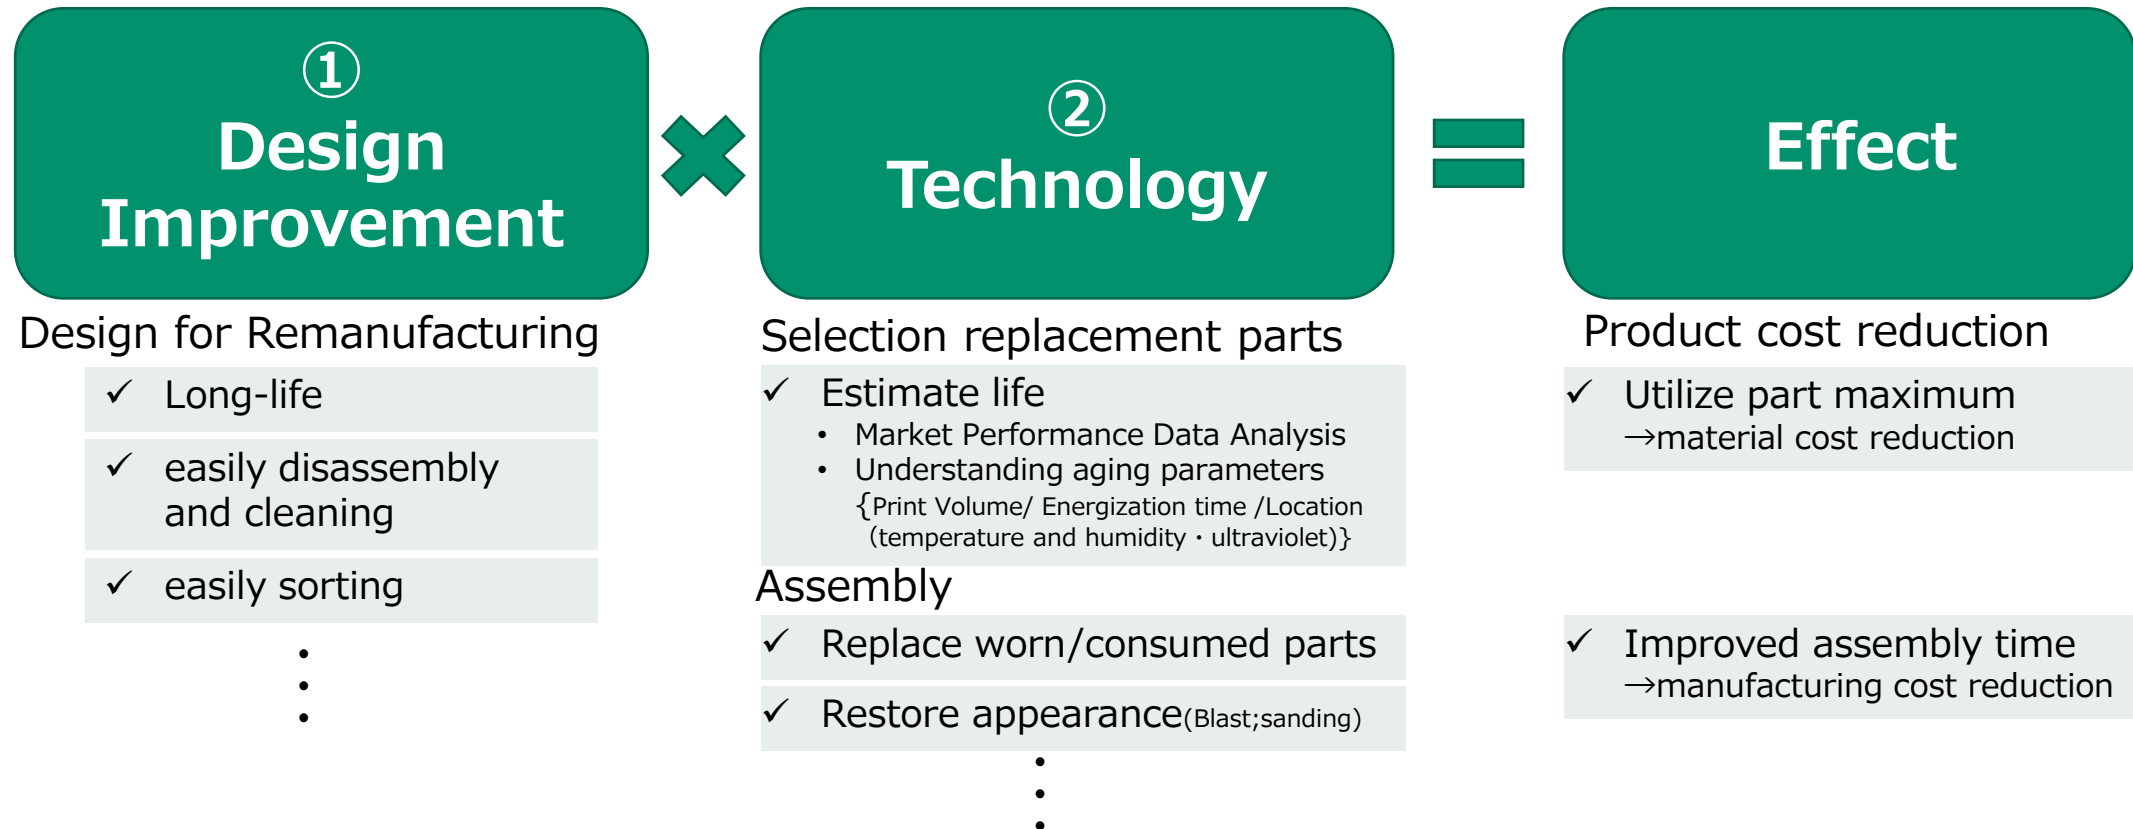 ①
Design
Improvement
②
Technology
Effect
Design for Remanufacturing
✓ Long-life
✓ easily disassembly
and cleaning
✓ easily sorting
・
・
・
Selection replacement parts
✓ Estimate life
• Market Performance Data Analysis
• Understanding aging parameters
{Print Volume/ Energization time /Location
（temperature and humidity・ultraviolet)}
Assembly
✓ Replace worn/consumed parts
✓ Restore appearance(Blast;sanding)
・
・
・
Product cost reduction
✓ Utilize part maximum
→material cost reduction
✓ Improved assembly time
→manufacturing cost reduction